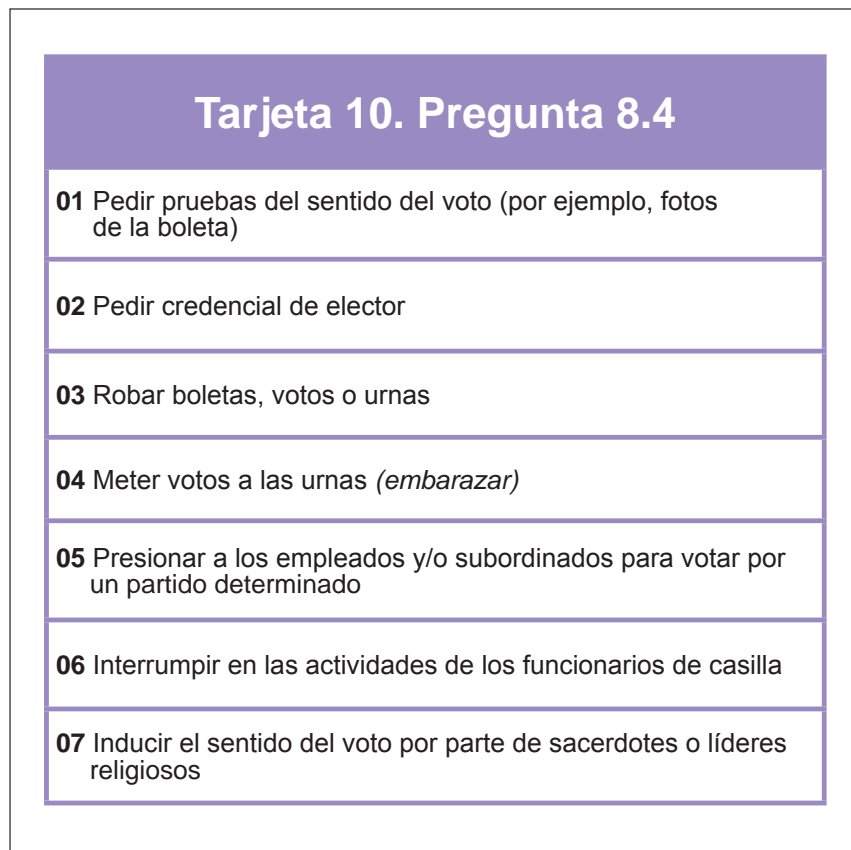 Tarjeta 10. Pregunta 8.4
01 Pedir pruebas del sentido del voto (por ejemplo, fotos
de la boleta)
02 Pedir credencial de elector
03 Robar boletas, votos o urnas
04 Meter votos a las urnas (embarazar)
05 Presionar a los empleados y/o subordinados para votar por
un partido determinado
06 Interrumpir en las actividades de los funcionarios de casilla
07 Inducir el sentido del voto por parte de sacerdotes o líderes
religiosos